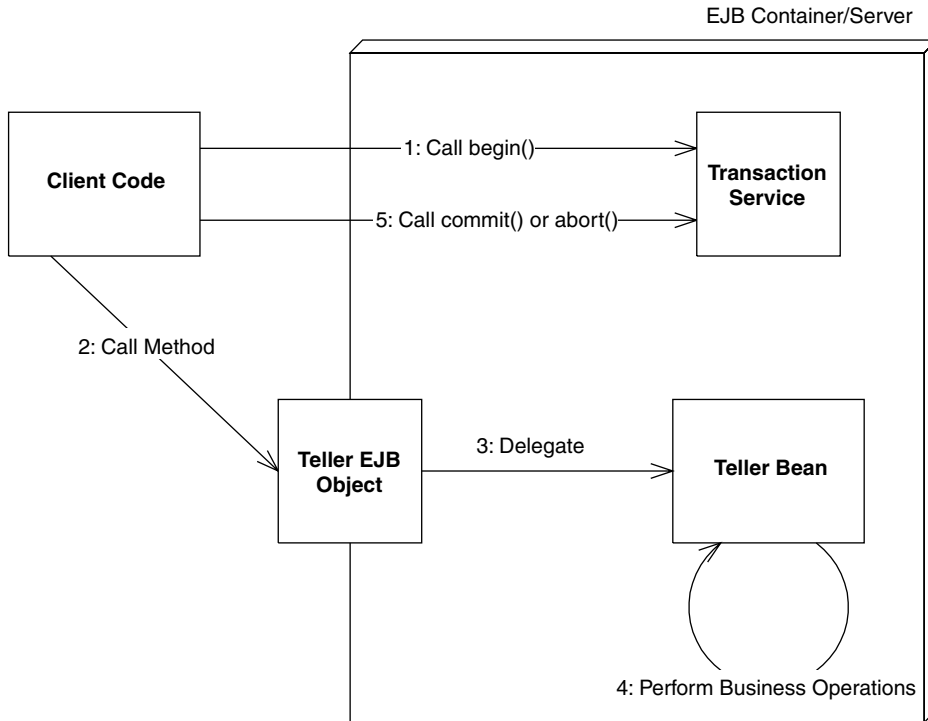 EJB Container/Server
Client Code
1: Call begin()
Transaction
Service
5: Call commit() or abort()
2: Call Method
Teller EJB
Object
3: Delegate
Teller Bean
4: Perform Business Operations